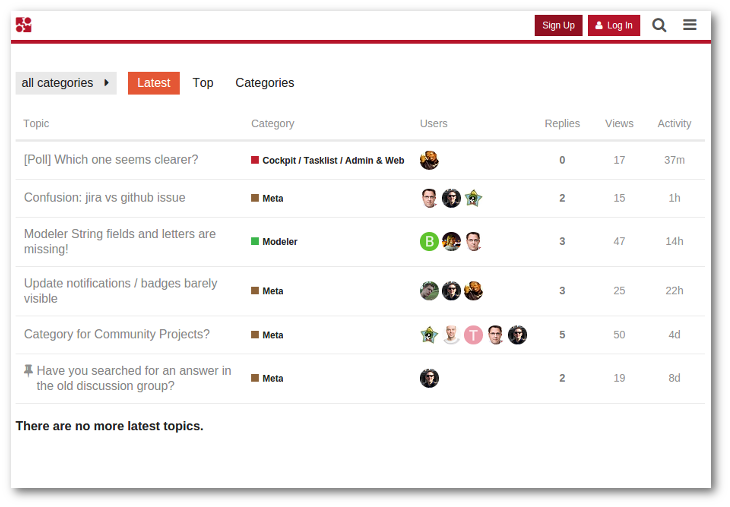 Sign Up Log In
all categories Latest Top Categories
Topic Category Users Replies Views Activity
[Poll] Which one seems clearer? Cockpit / Tasklist / Admin & Web 0 17 37m
Confusion: jira vs github issue Meta 2 15 1h
Modeler String fields and letters are
missing! Modeler B 3 47 14h
Update notifications / badges barely
visible Meta 3 25 22h
Category for Community Projects? Meta T 5 50 4d
Have you searched for an answer in
the old discussion group? Meta 2 19 8d
There are no more latest topics.